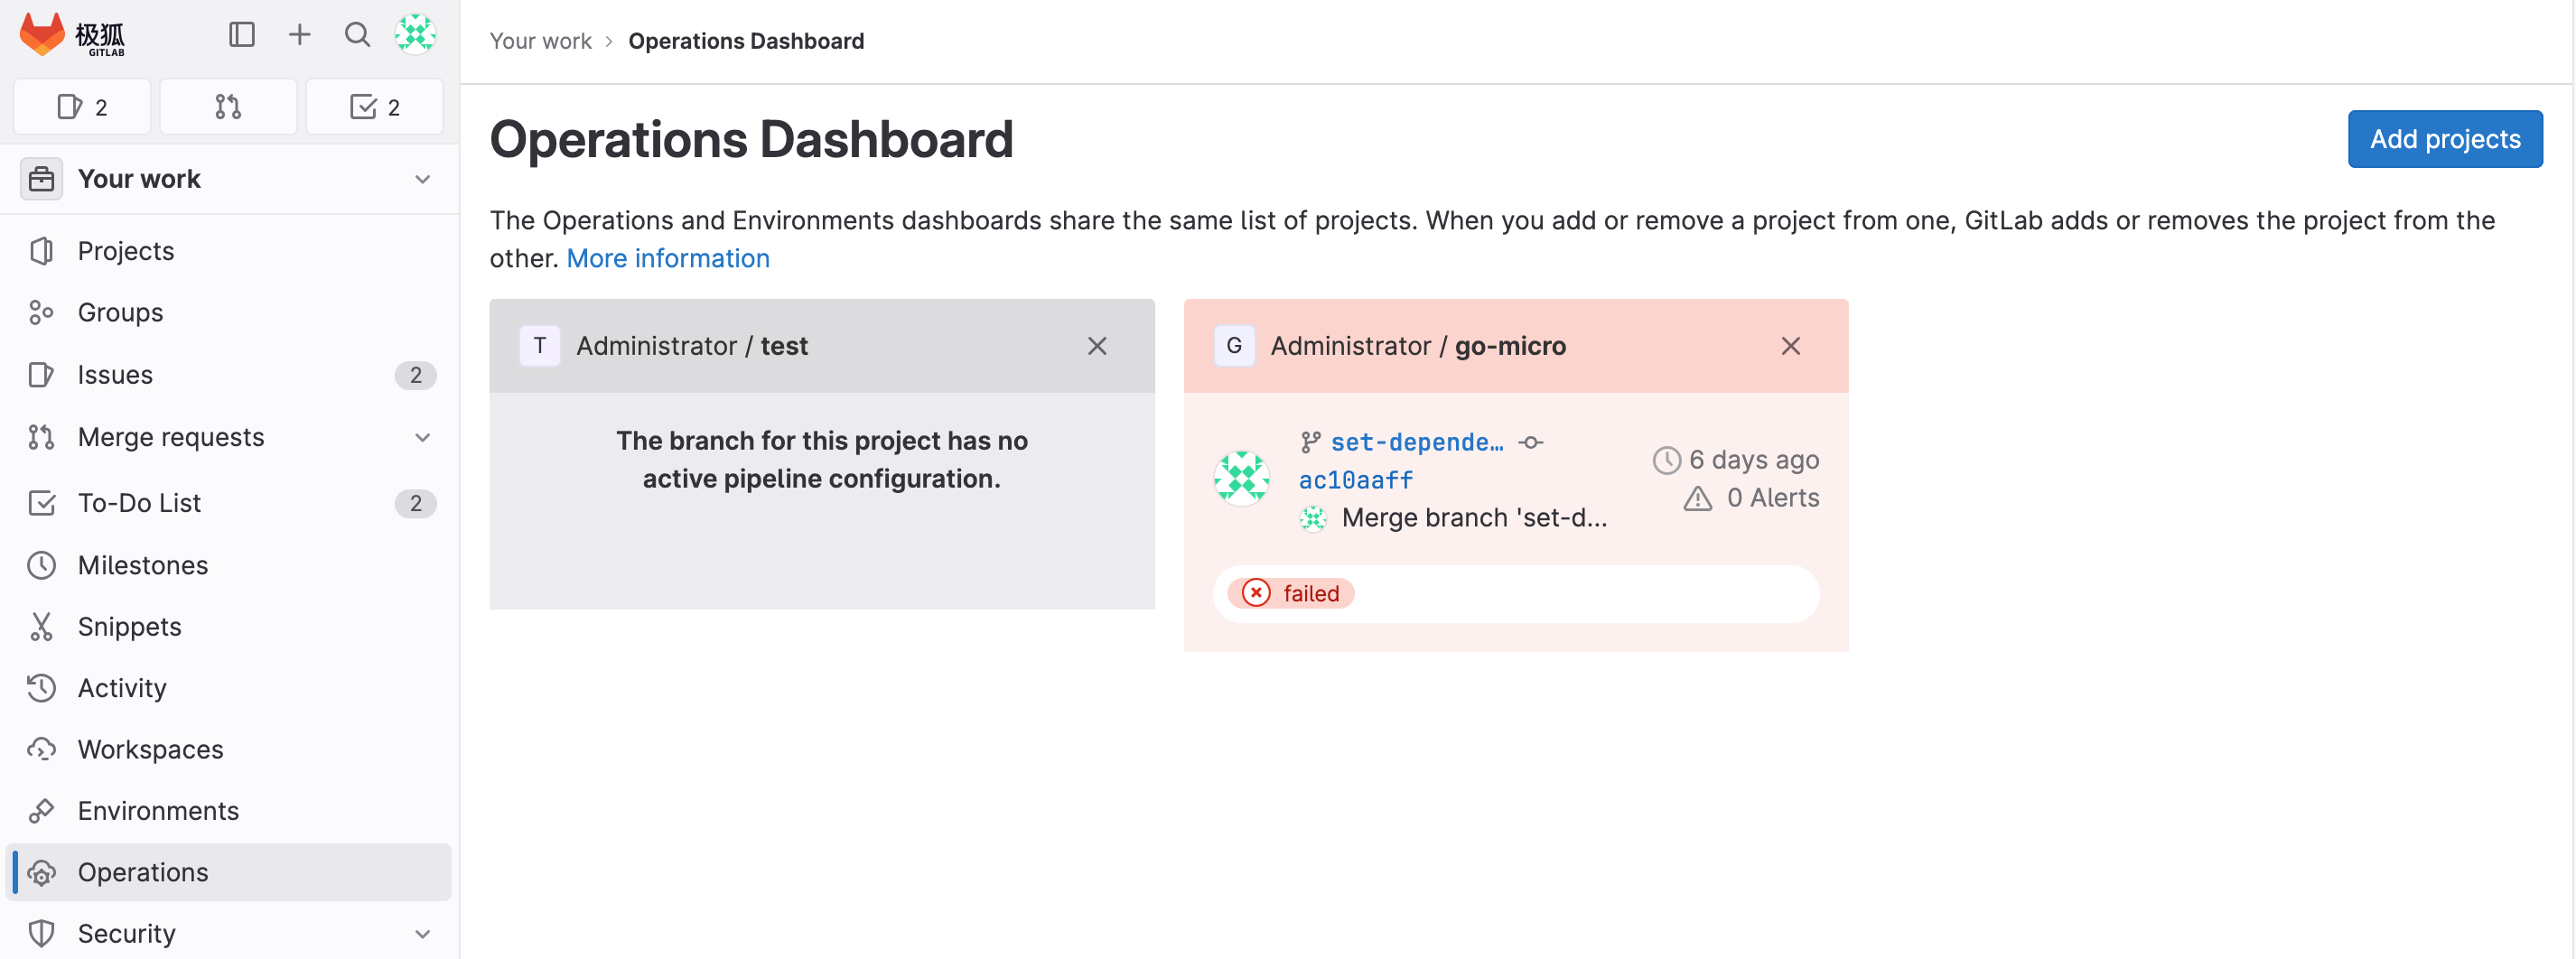 极狐
GITLAB
2
2
Your work
Projects
Groups
Issues 2
Merge requests
To-Do List 2
Milestones
Snippets
Activity
Workspaces
Environments
Operations
Security
Your work › Operations Dashboard
Operations Dashboard
Add projects
The Operations and Environments dashboards share the same list of projects. When you add or remove a project from one, GitLab adds or removes the project from the
other. More information
T Administrator / test
The branch for this project has no
active pipeline configuration.
G Administrator / go-micro
set-depende…
ac10aaff
Merge branch 'set-d...
6 days ago
0 Alerts
failed